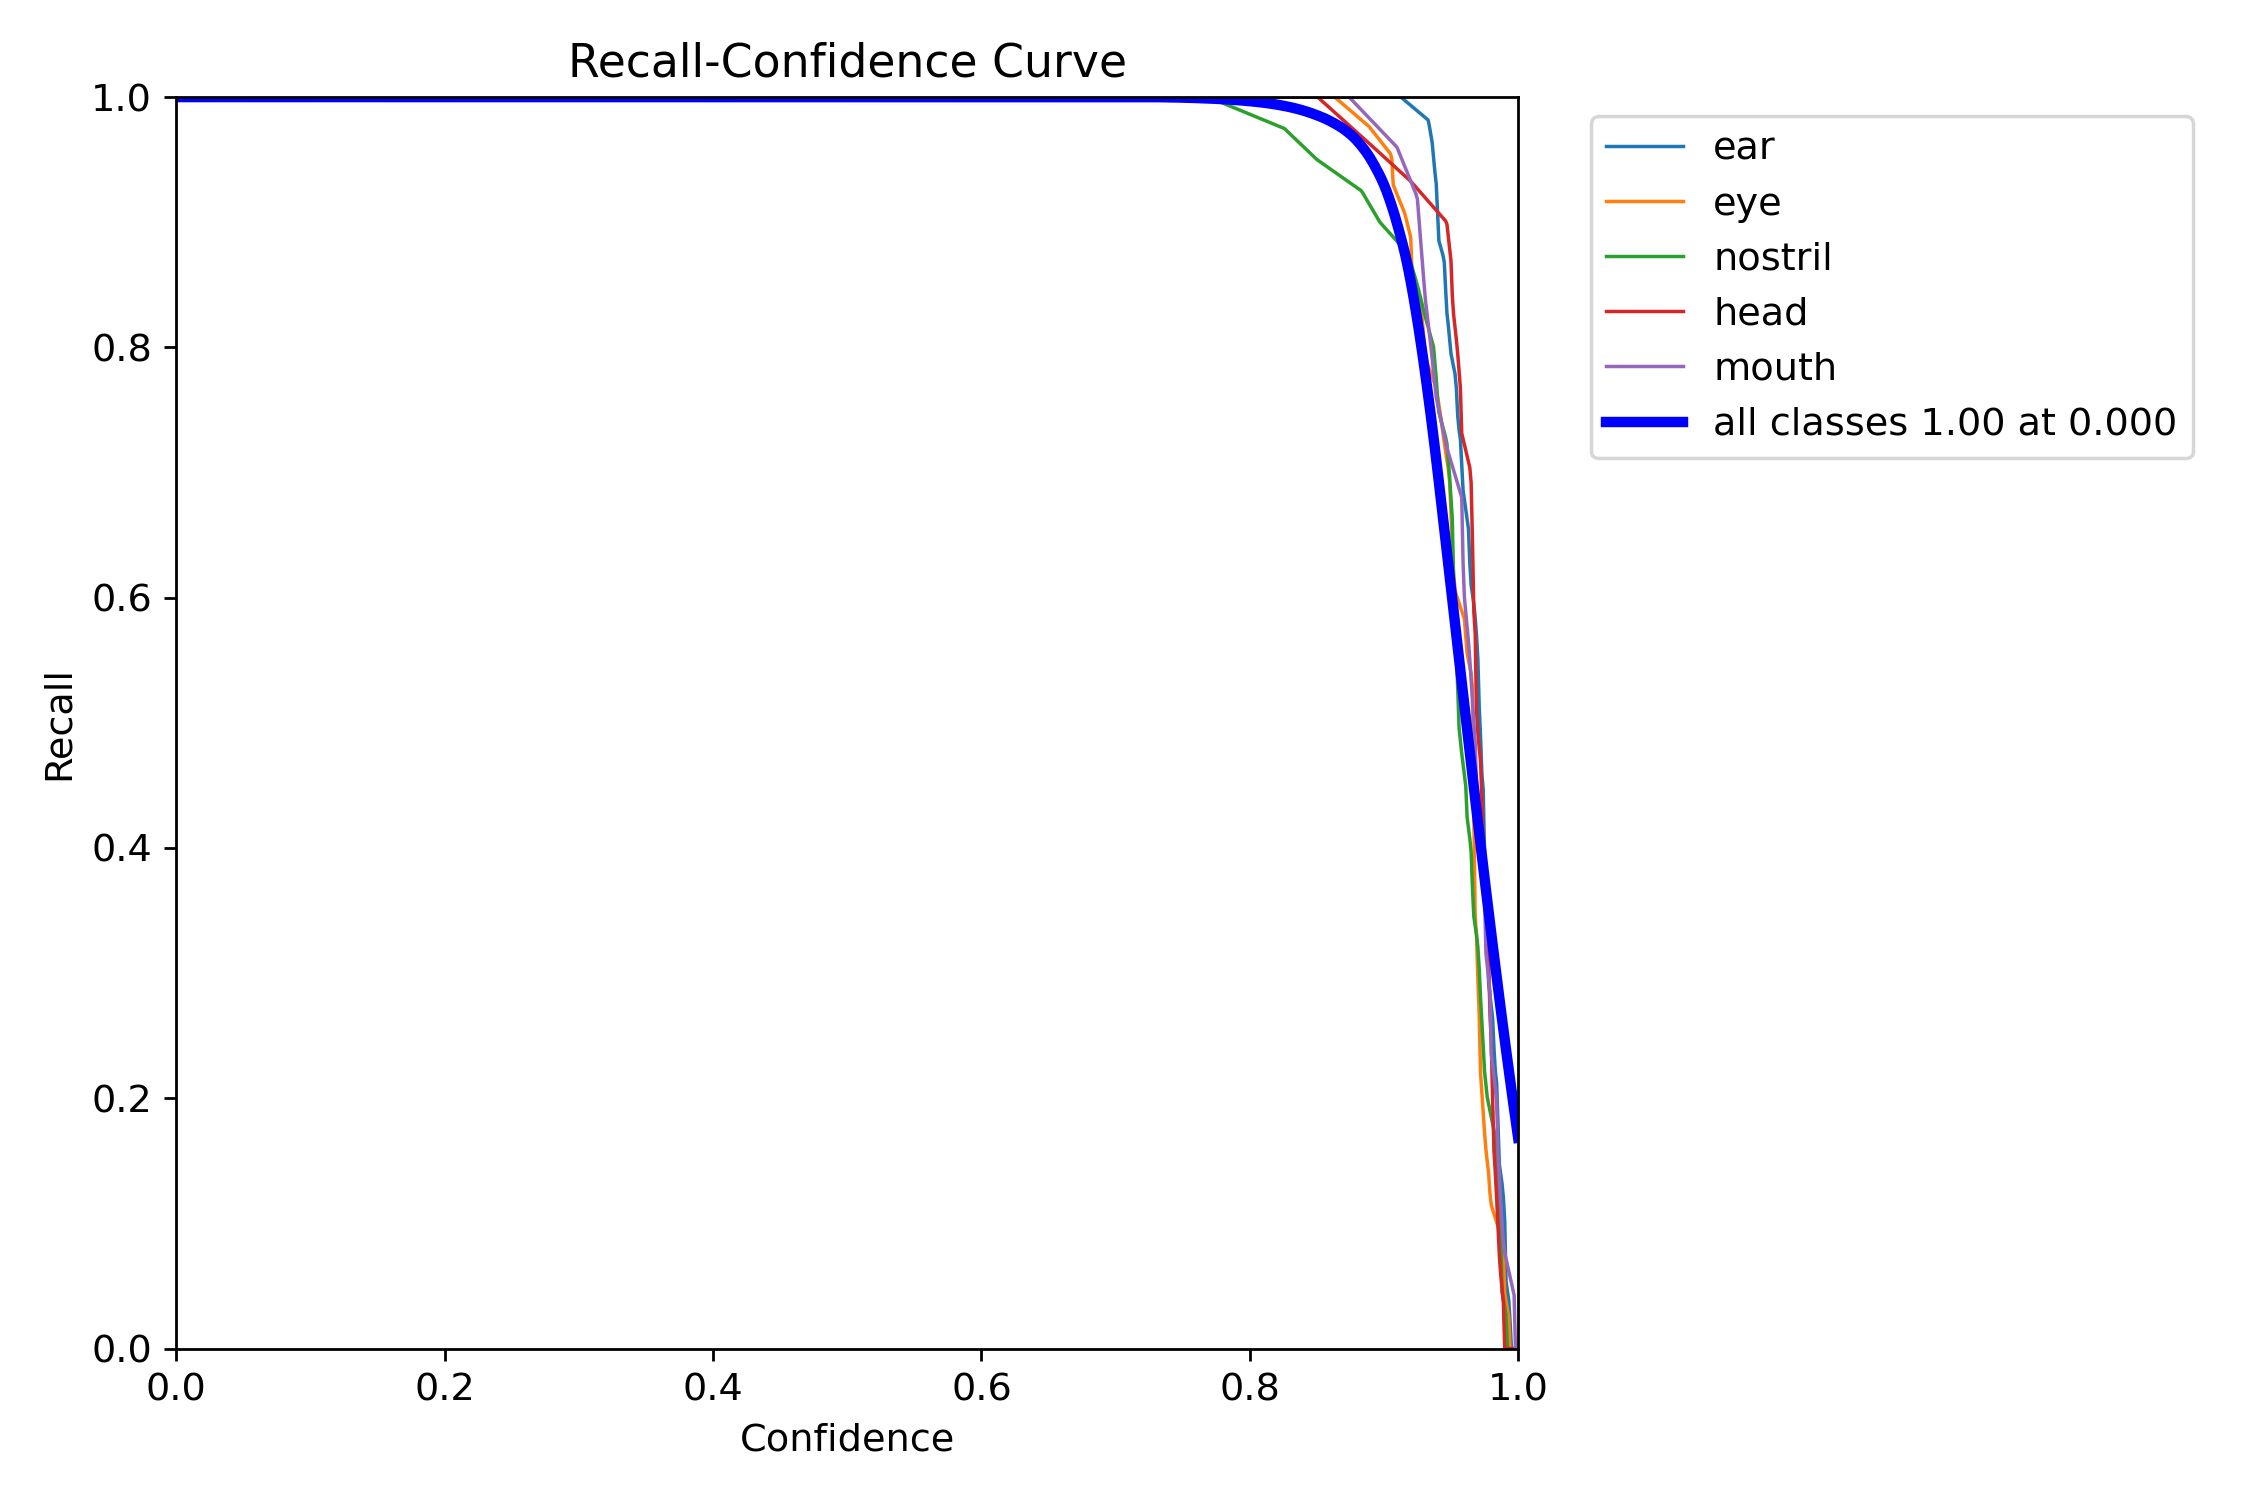 Recall-Confidence Curve
1.0
0.8
0.6
0.4
0.2
0.0
Recall
0.0 0.2 0.4 0.6 0.8 1.0
Confidence
ear
eye
nostril
head
mouth
all classes 1.00 at 0.000